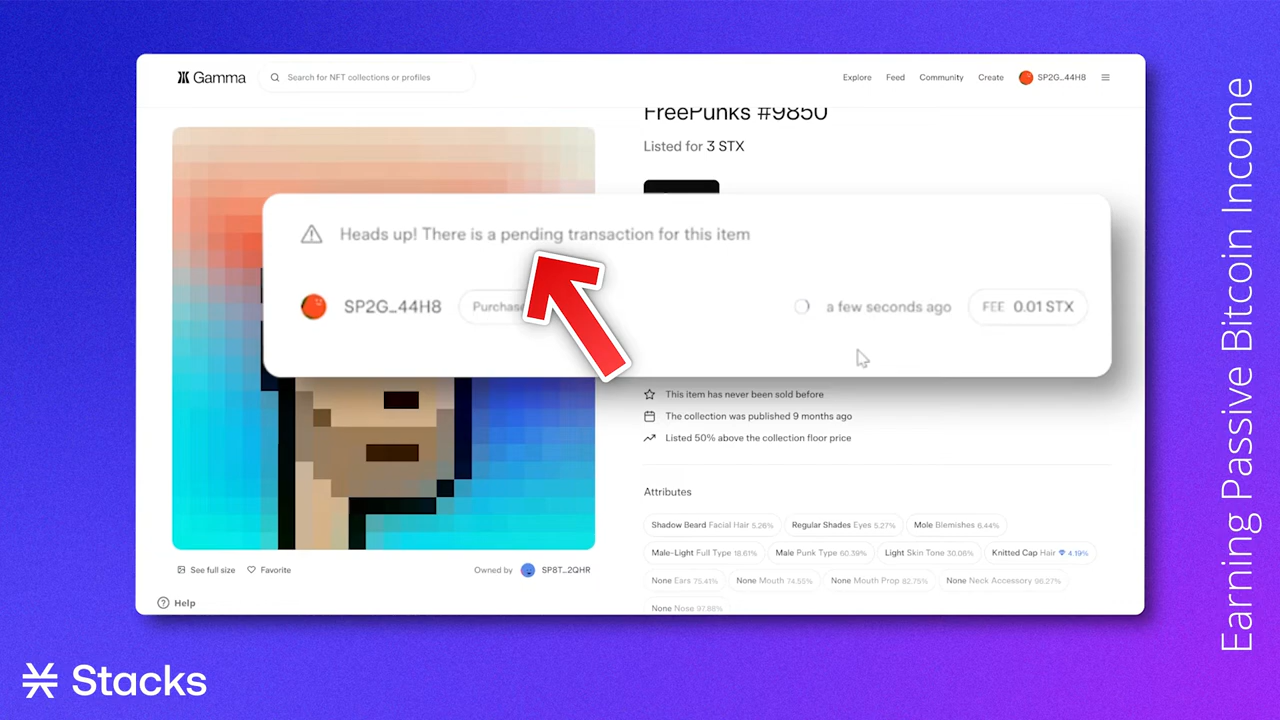 Gamma
Search for NFT collections or profiles
Explore Feed Community Create SP2G_44H8
FreePunks #9850
Listed for 3 STX
Heads up! There is a pending transaction for this item
SP2G_44H8 a few seconds ago FEE 0.01 STX
This item has never been sold before
The collection was published 9 months ago
Listed 50% above the collection floor price
Attributes
Shadow Beard Facial Hair 5.26% Regular Shades Eyes 5.27% Mole Blemishes 6.44%
Male-Light Full Type 18.61% Male Punk Type 60.39% Light Skin Tone 30.06% Knitted Cap Hair 4.19%
None Ears 75.41% None Mouth 74.55% None Mouth Prop 82.75% None Neck Accessory 96.27%
None Nose 97.88%
See full size Favorite Owned by SP8T...2QHR
Help
Stacks
Earning Passive Bitcoin Income